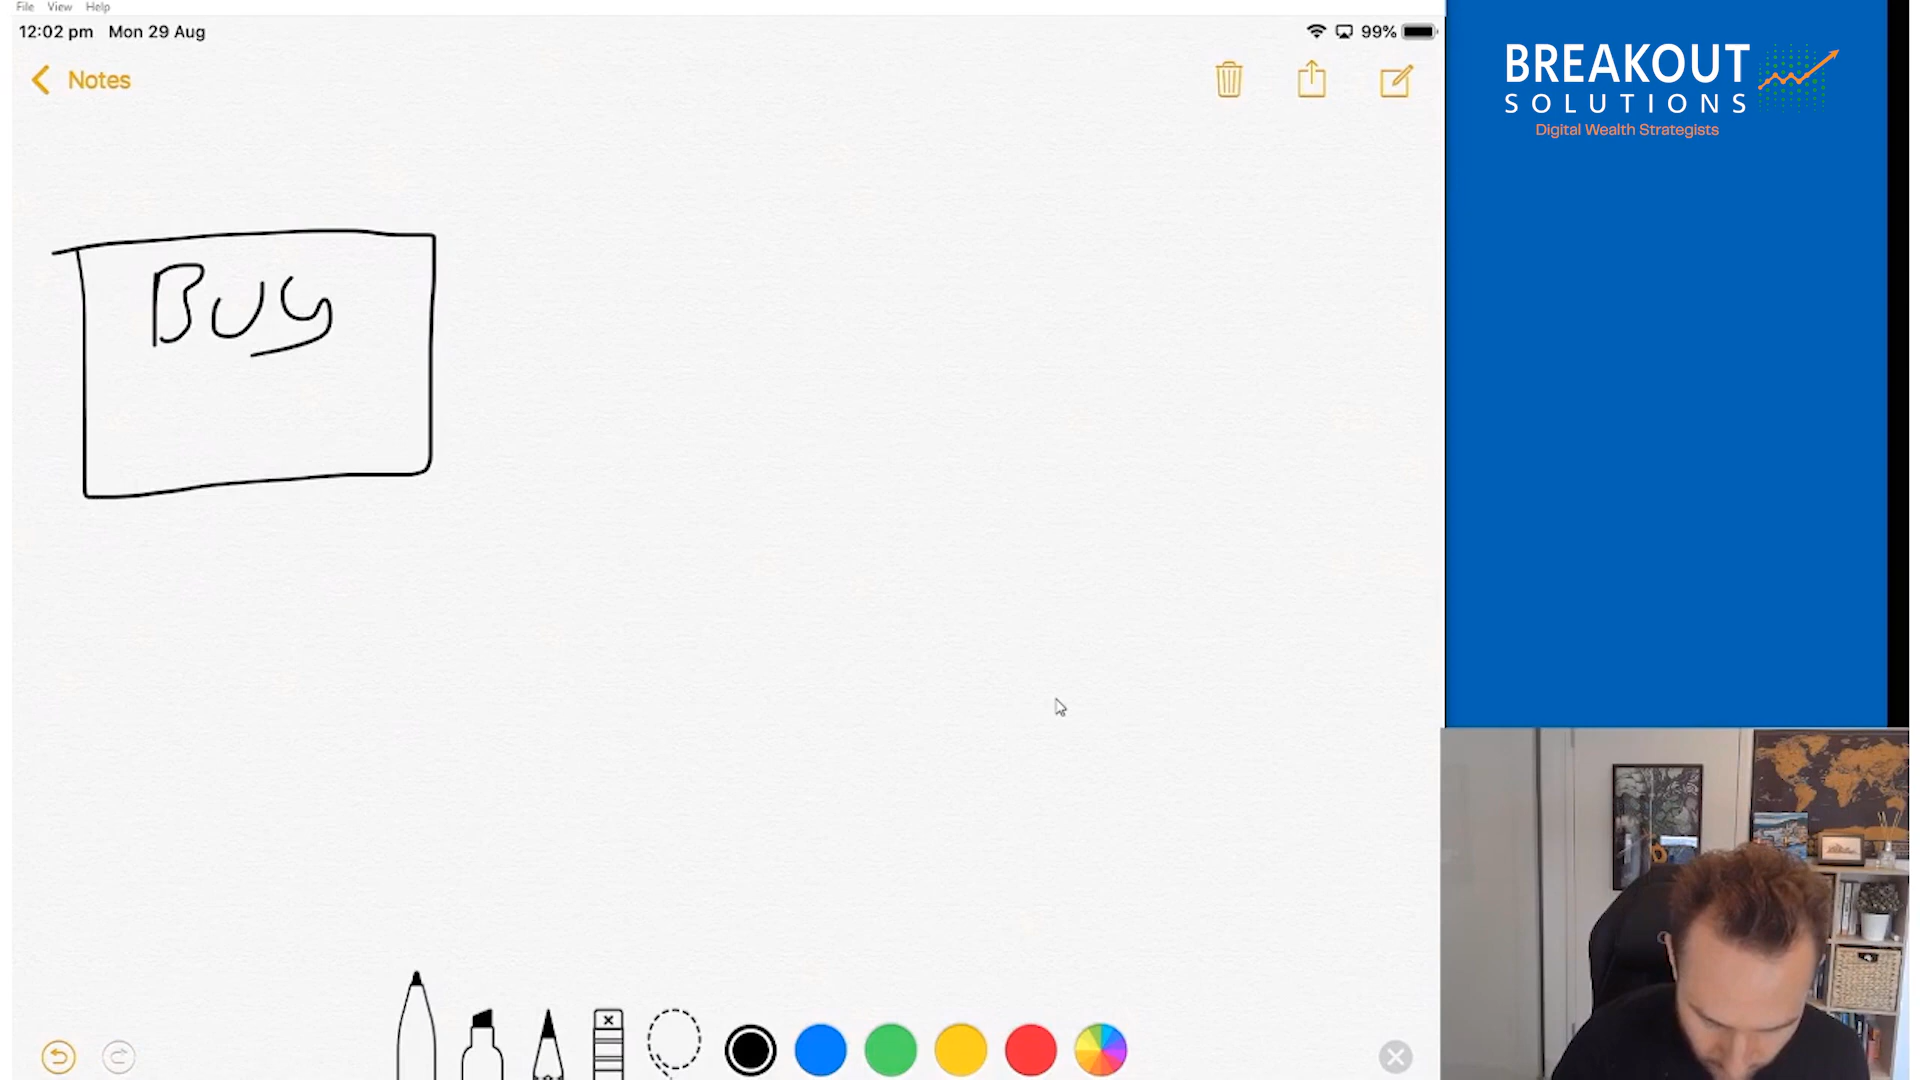 File View Help
12:02 pm Mon 29 Aug 99%
Notes
BREAKOUT
SOLUTIONS
Digital Wealth Strategists
Buy